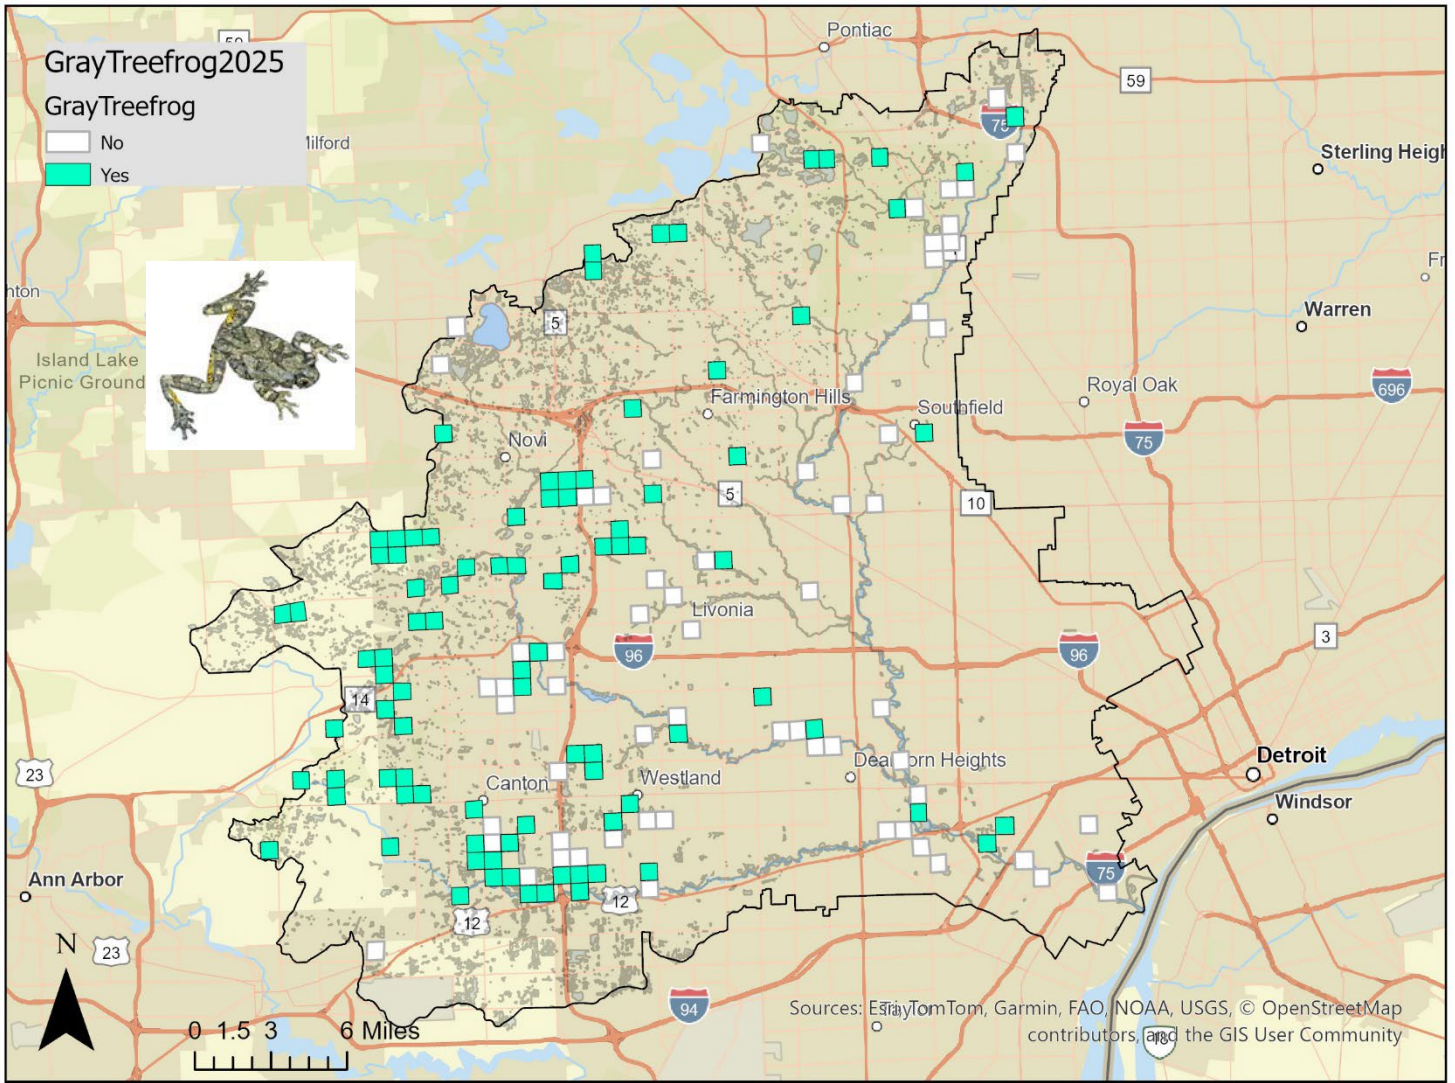 Pontiac
59
59
GrayTreefrog2025
GrayTreefrog
No
Yes
75
Sterling Heigh
hton
5
Warren
Island Lake
Picnic Ground
Royal Oak
696
Farmington Hills
Southfield
75
Novi
5
10
Livonia
96
96
3
14
Detroit
23
Dearborn Heights
Canton
Westland
Windsor
75
Ann Arbor
12
12
N
23
94
0 1.5 3 6 Miles
Sources: Esri, TomTom, Garmin, FAO, NOAA, USGS, © OpenStreetMap
contributors, and the GIS User Community